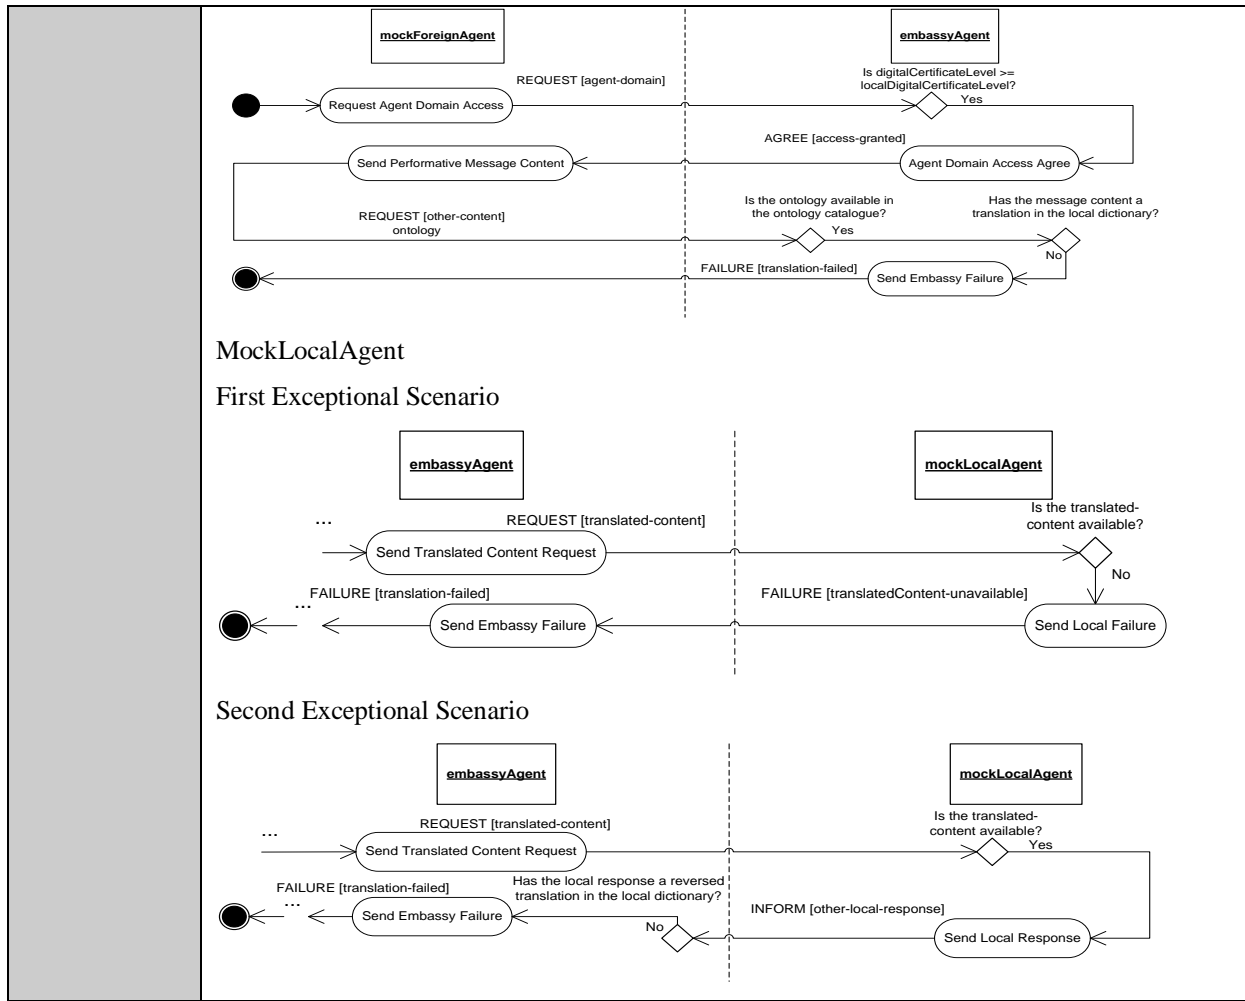 mockForeignAgent
embassyAgent
Is digitalCertificateLevel >=
localDigitalCertificateLevel?
REQUEST [agent-domain]
Yes
Request Agent Domain Access
AGREE [access-granted]
Send Performative Message Content
Agent Domain Access Agree
Is the ontology available in
the ontology catalogue?
Has the message content a
translation in the local dictionary?
REQUEST [other-content]
ontology
Yes
No
FAILURE [translation-failed]
Send Embassy Failure
MockLocalAgent
First Exceptional Scenario
embassyAgent
mockLocalAgent
Is the translated-
content available?
...
REQUEST [translated-content]
Send Translated Content Request
No
FAILURE [translation-failed]
...
FAILURE [translatedContent-unavailable]
Send Embassy Failure
Send Local Failure
Second Exceptional Scenario
embassyAgent
mockLocalAgent
Is the translated-
content available?
...
REQUEST [translated-content]
Yes
Send Translated Content Request
Has the local response a reversed
translation in the local dictionary?
FAILURE [translation-failed]
...
INFORM [other-local-response]
Send Embassy Failure
No
Send Local Response